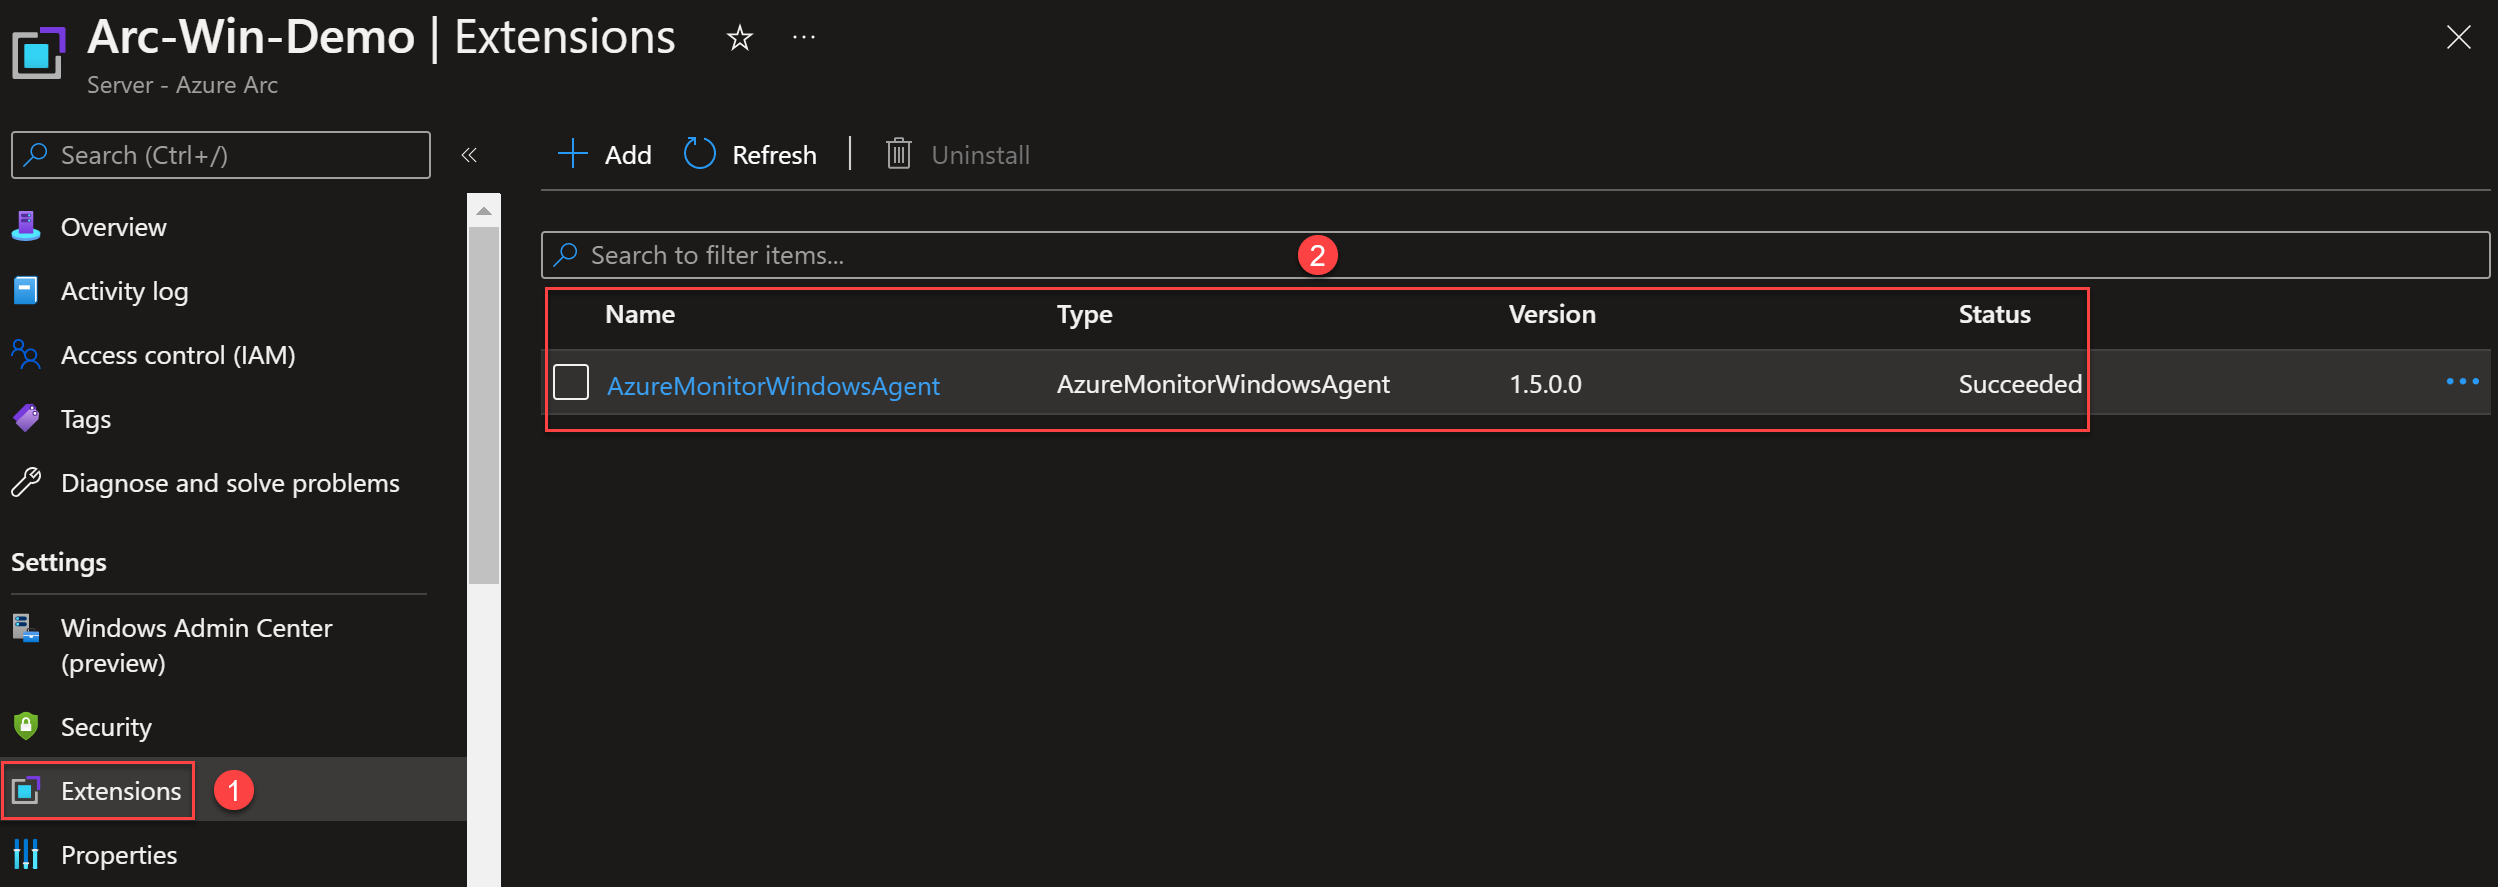 Arc-Win-Demo | Extensions
Server - Azure Arc
Search (Ctrl+/)
Overview
Activity log
Access control (IAM)
Tags
Diagnose and solve problems
Settings
Windows Admin Center
(preview)
Security
Extensions 1
Properties
Add Refresh Uninstall
Search to filter items... 2
Name Type Version Status
AzureMonitorWindowsAgent AzureMonitorWindowsAgent 1.5.0.0 Succeeded